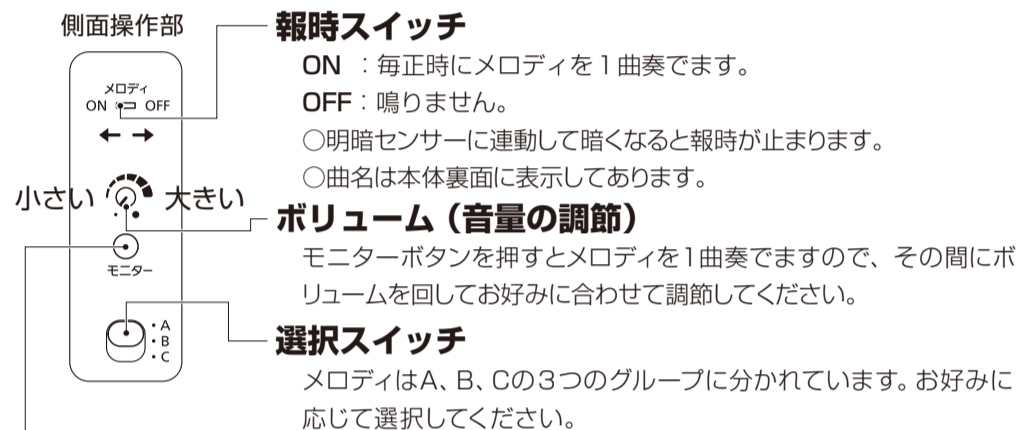 側面操作部
メロディ
ON OFF
小さい 大きい
モニター
・A
・B
・C
報時スイッチ
ON ：毎正時にメロディを1曲奏でます。
OFF：鳴りません。
○明暗センサーに連動して暗くなると報時が止まります。
○曲名は本体裏面に表示してあります。
ボリューム（音量の調節）
モニターボタンを押すとメロディを1曲奏でますので、その間にボ
リュームを回してお好みに合わせて調節してください。
選択スイッチ
メロディはA、B、Cの3つのグループに分かれています。お好みに
応じて選択してください。